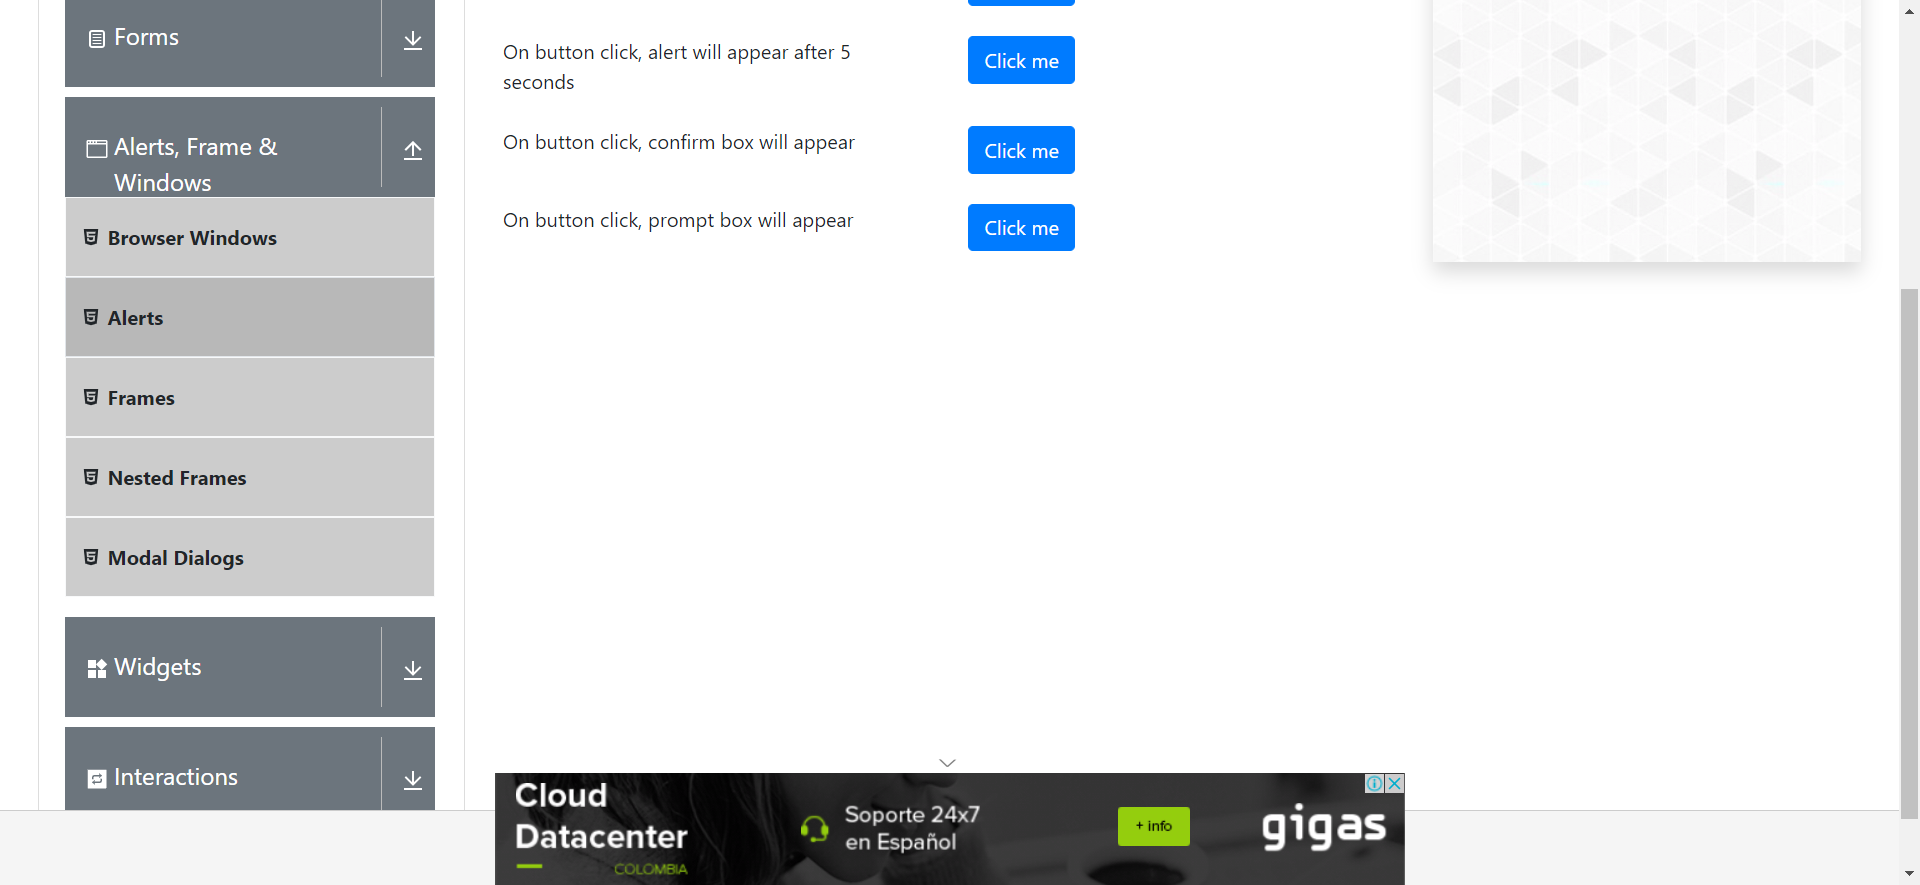 Forms
Alerts, Frame &
Windows
Browser Windows
Alerts
Frames
Nested Frames
Modal Dialogs
Widgets
Interactions
On button click, alert will appear after 5
seconds
Click me
On button click, confirm box will appear
Click me
On button click, prompt box will appear
Click me
Cloud
Datacenter
COLOMBIA
Soporte 24x7
en Español
+ info
gigas